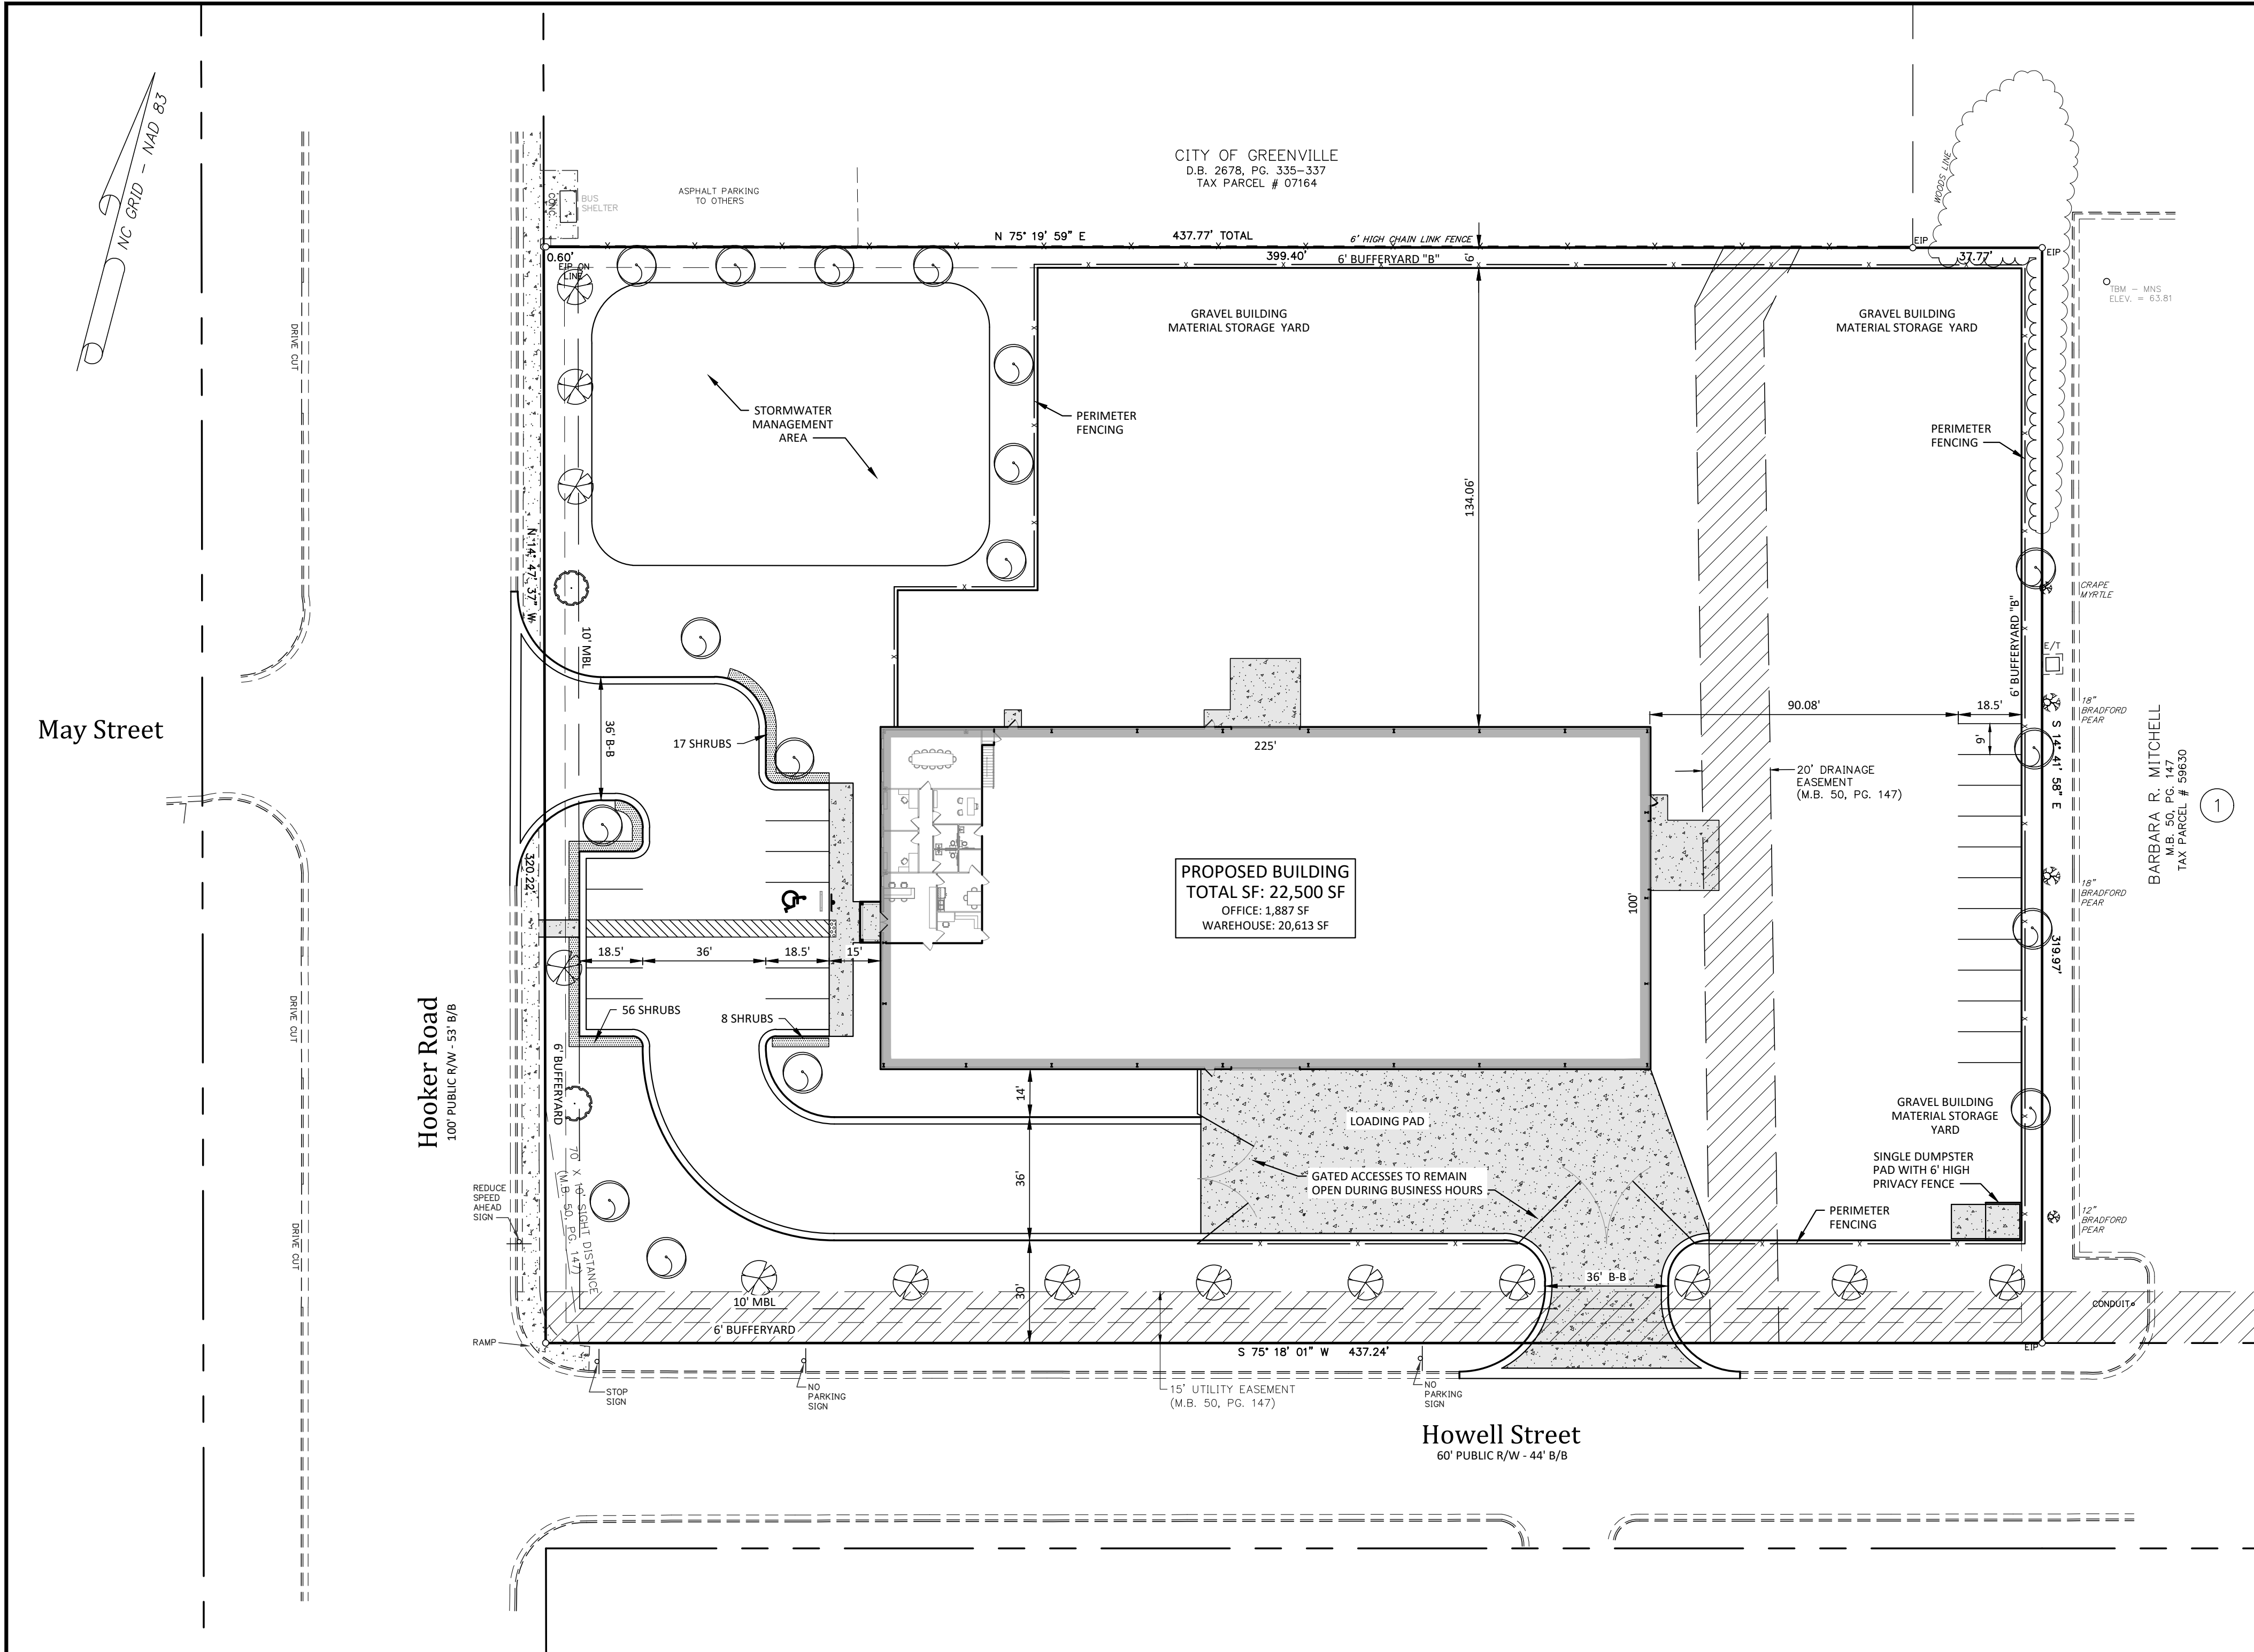 NC GRID - NAD 83
CITY OF GREENVILLE
D.B. 2678, PG. 335-337
TAX PARCEL # 07164
ASPHALT PARKING
TO OTHERS
BUS
SHELTER
CONC.
WOODS LINE
N 75° 19' 59" E
437.77' TOTAL
6' HIGH CHAIN LINK FENCE
EIP
EIP
0.60'
EIP ON
LINE
399.40'
6' BUFFERYARD "B"
6'
37.77'
TBM - MNS
ELEV. = 63.81
DRIVE CUT
GRAVEL BUILDING
MATERIAL STORAGE YARD
GRAVEL BUILDING
MATERIAL STORAGE YARD
STORMWATER
MANAGEMENT
AREA
PERIMETER
FENCING
PERIMETER
FENCING
134.06'
N 14° 47' 37" W
10' MBL
CRAPE
MYRTLE
E/T
6' BUFFERYARD "B"
May Street
36' B-B
17 SHRUBS
225'
90.08'
18.5'
9'
18"
BRADFORD
PEAR
S 14° 41' 58" E
BARBARA R. MITCHELL
M.B. 50, PG. 147
TAX PARCEL # 59630
1
20' DRAINAGE
EASEMENT
(M.B. 50, PG. 147)
320.22'
PROPOSED BUILDING
TOTAL SF: 22,500 SF
OFFICE: 1,887 SF
WAREHOUSE: 20,613 SF
100'
18"
BRADFORD
PEAR
319.97'
18.5'
36'
18.5'
15'
DRIVE CUT
Hooker Road
100' PUBLIC R/W - 53' B/B
56 SHRUBS
8 SHRUBS
6' BUFFERYARD
14'
LOADING PAD
GRAVEL BUILDING
MATERIAL STORAGE
YARD
70' X 10' SIGHT DISTANCE
(M.B. 50, PG. 147)
GATED ACCESSES TO REMAIN
OPEN DURING BUSINESS HOURS
36'
SINGLE DUMPSTER
PAD WITH 6' HIGH
PRIVACY FENCE
REDUCE
SPEED
AHEAD
SIGN
PERIMETER
FENCING
12"
BRADFORD
PEAR
DRIVE CUT
30'
36' B-B
10' MBL
6' BUFFERYARD
CONDUIT
RAMP
S 75° 18' 01" W
437.24'
EIP
STOP
SIGN
NO
PARKING
SIGN
15' UTILITY EASEMENT
(M.B. 50, PG. 147)
NO
PARKING
SIGN
Howell Street
60' PUBLIC R/W - 44' B/B